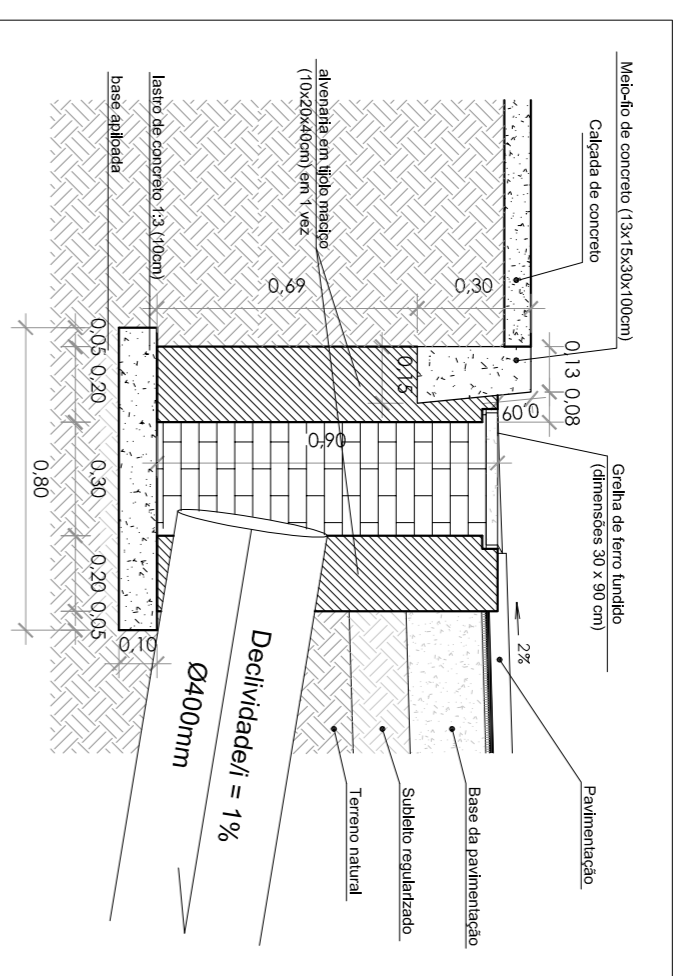 Meio-fio de concreto (13x15x30x100cm)
Calçada de concreto
Grelha de ferro fundido
(dimensões 30 x 90 cm)
Pavimentação
Base da pavimentação
Subleito regularizado
Terreno natural
alvenaria em tijolo maciço
(10x20x40cm) em 1 vez
lastro de concreto 1:3 (10cm)
base apiloada
0,13
0,08
0,30
0,69
0,15
0,09
2%
0,90
0,05
0,20
0,30
0,20
0,05
0,80
0,10
Declividade/i = 1%
Ø400mm